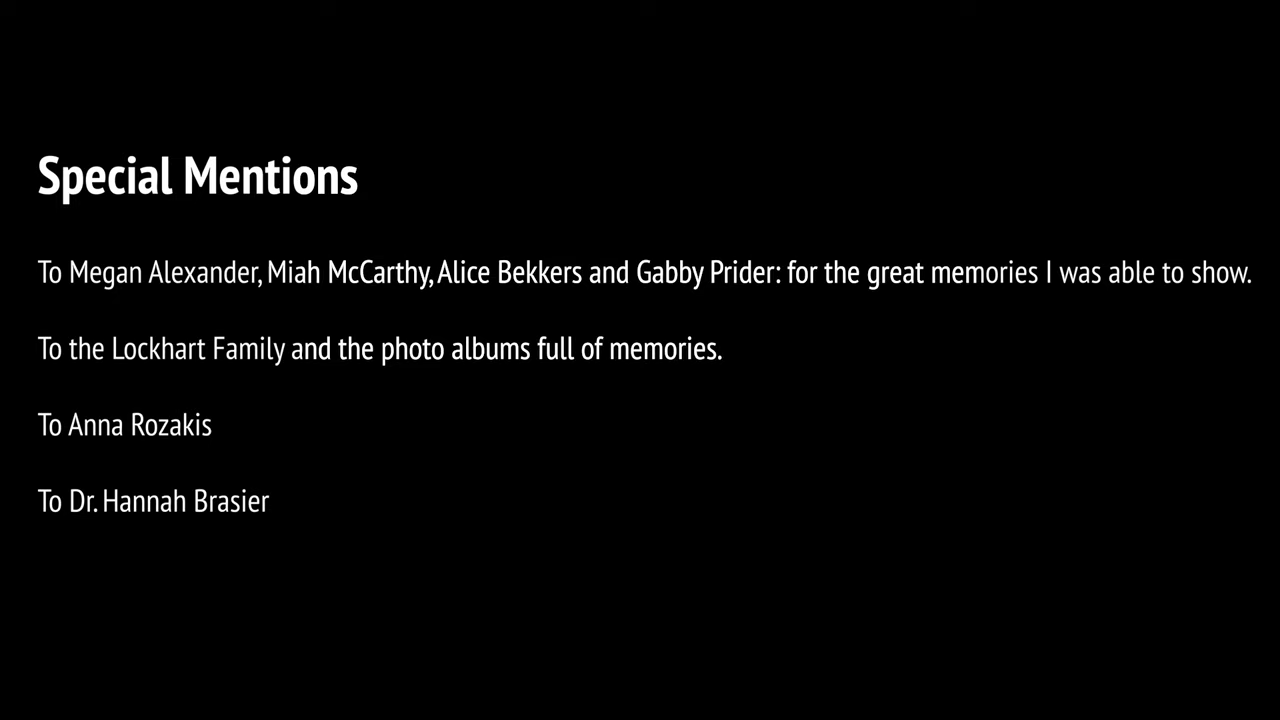 Special Mentions
To Megan Alexander, Miah McCarthy, Alice Bekkers and Gabby Prider: for the great memories I was able to show.
To the Lockhart Family and the photo albums full of memories.
To Anna Rozakis
To Dr. Hannah Brasier